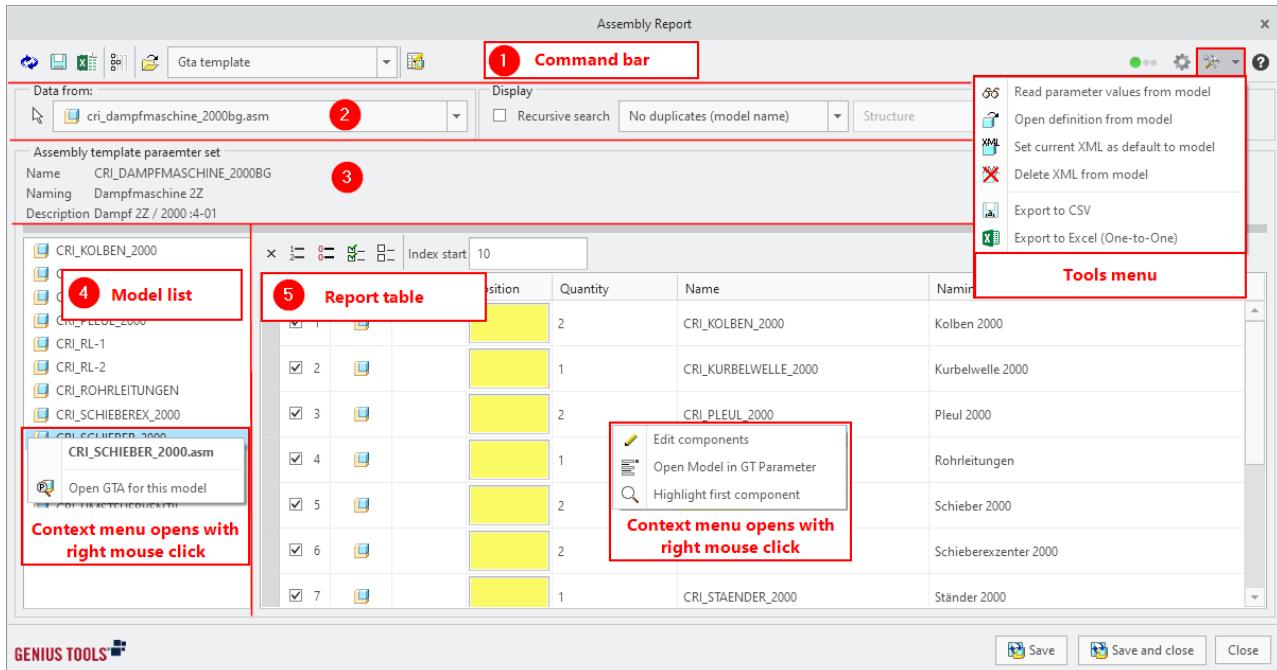 Assembly Report
Gta template
1 Command bar
Data from:
cri_dampfmaschine_2000bg.asm
2
Display
Recursive search
No duplicates (model name)
Structure
Read parameter values from model
Open definition from model
XML Set current XML as default to model
Delete XML from model
Export to CSV
Export to Excel (One-to-One)
Tools menu
Assembly template paraemter set
Name CRI_DAMPFMASCHINE_2000BG
3
Naming Dampfmaschine 2Z
Description Dampf 2Z / 2000 :4-01
CRI_KOLBEN_2000
4 Model list
CRI_PLEUL_2000
CRI_RL-1
CRI_RL-2
CRI_ROHRLEITUNGEN
CRI_SCHIEBEREX_2000
CRI_SCHIEBER_2000
CRI_SCHIEBER_2000.asm
Open GTA for this model
CRI_UMSTEUERVENTIL
Context menu opens with
right mouse click
Index start 10
5 Report table
Quantity Name
1 2 CRI_KOLBEN_2000 Kolben 2000
2 1 CRI_KURBELWELLE_2000 Kurbelwelle 2000
3 2 CRI_PLEUL_2000 Pleul 2000
4 1 Rohrleitungen
5 2 Schieber 2000
6 2 Schieberexzenter 2000
7 1 CRI_STAENDER_2000 Ständer 2000
Edit components
Open Model in GT Parameter
Highlight first component
Context menu opens with
right mouse click
GENIUS TOOLS
Save
Save and close
Close